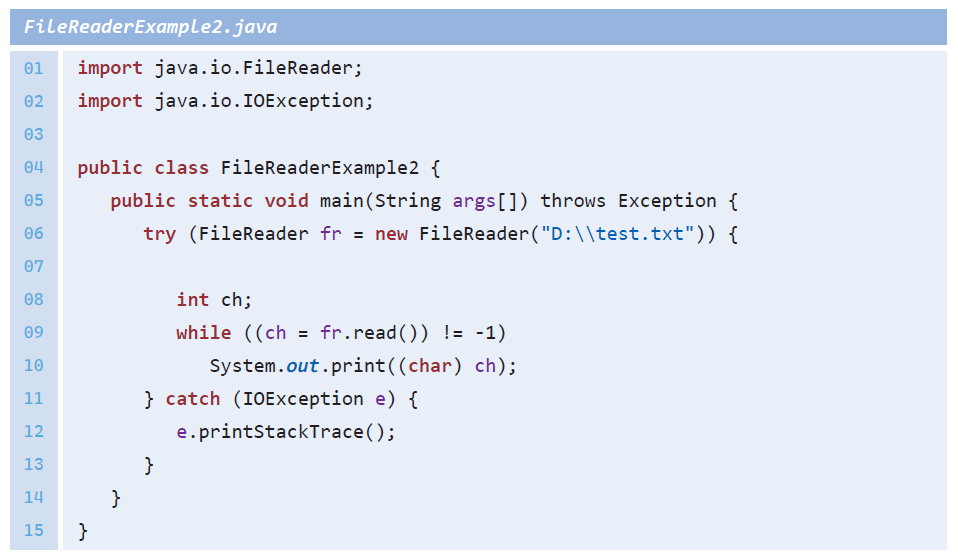 FileReaderExample2.java
01 import java.io.FileReader;
02 import java.io.IOException;
03
04 public class FileReaderExample2 {
05    public static void main(String args[]) throws Exception {
06       try (FileReader fr = new FileReader("D:\\test.txt")) {
07
08          int ch;
09          while ((ch = fr.read()) != -1)
10             System.out.print((char) ch);
11       } catch (IOException e) {
12          e.printStackTrace();
13       }
14    }
15 }